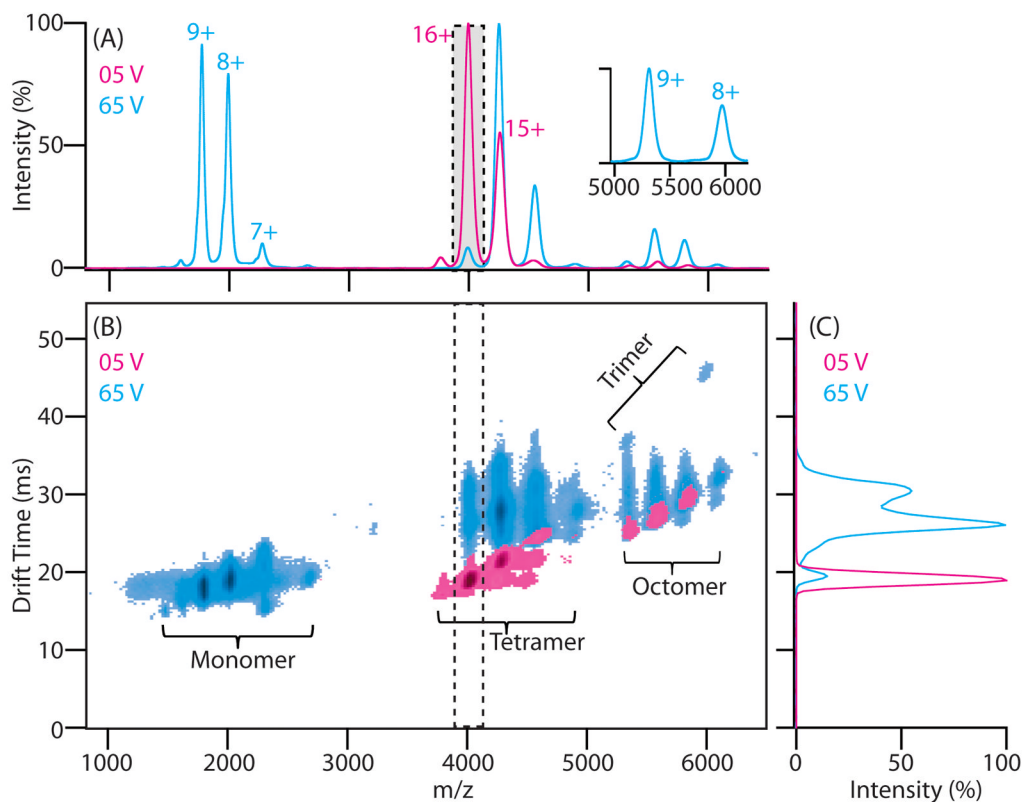 (A)
05 V
65 V
9+
8+
7+
16+
15+
9+
8+
5000 5500 6000
100
50
0
Intensity (%)
(B)
05 V
65 V
Monomer
Tetramer
Trimer
Octomer
50
40
30
20
10
0
Drift Time (ms)
1000 2000 3000 4000 5000 6000
m/z
(C)
05 V
65 V
0 50 100
Intensity (%)